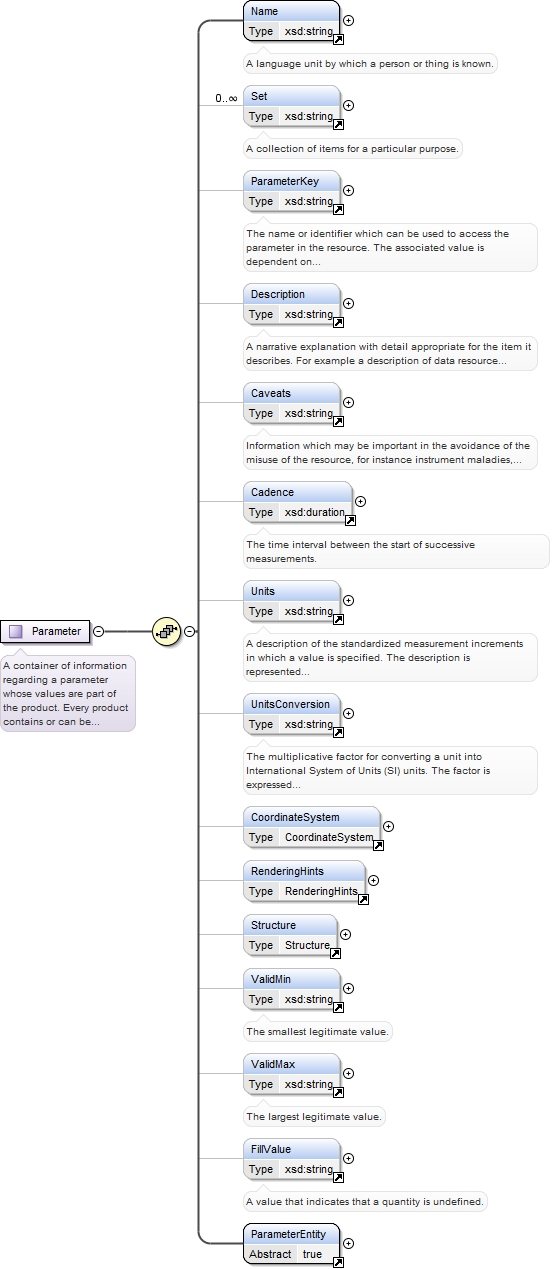 Name
Type xsd:string
A language unit by which a person or thing is known.
0..∞
Set
Type xsd:string
A collection of items for a particular purpose.
ParameterKey
Type xsd:string
The name or identifier which can be used to access the
parameter in the resource. The associated value is
dependent on...
Description
Type xsd:string
A narrative explanation with detail appropriate for the item it
describes. For example a description of data resource...
Caveats
Type xsd:string
Information which may be important in the avoidance of the
misuse of the resource, for instance instrument maladies,...
Cadence
Type xsd:duration
The time interval between the start of successive
measurements.
Units
Type xsd:string
A description of the standardized measurement increments
in which a value is specified. The description is
represented...
Parameter
A container of information
regarding a parameter
whose values are part of
the product. Every product
contains or can be...
UnitsConversion
Type xsd:string
The multiplicative factor for converting a unit into
International System of Units (SI) units. The factor is
expressed...
CoordinateSystem
Type CoordinateSystem
RenderingHints
Type RenderingHints
Structure
Type Structure
ValidMin
Type xsd:string
The smallest legitimate value.
ValidMax
Type xsd:string
The largest legitimate value.
FillValue
Type xsd:string
A value that indicates that a quantity is undefined.
ParameterEntity
Abstract true